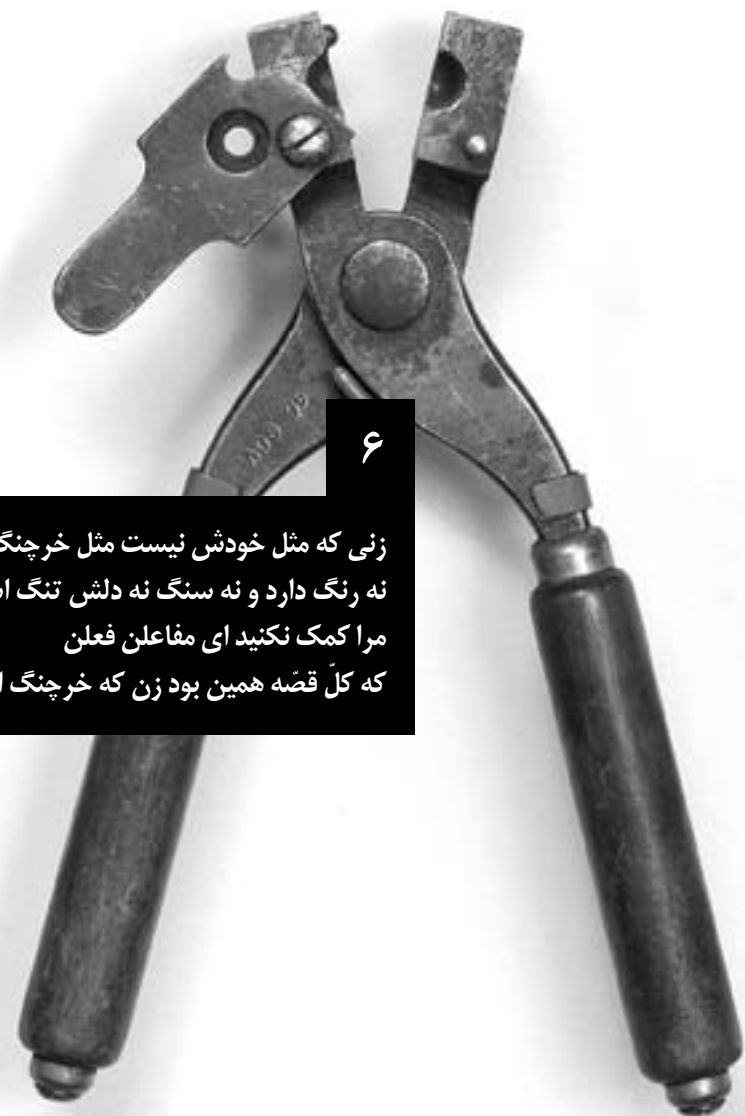 ۶
زنی که مثل خودش نیست مثل خرچنگ
نه رنگ دارد و نه سنگ نه دلش تنگ ا
مرا کمک نکنید ای مفاعلن فعلن
که کلّ قصّه همین بود زن که خرچنگ ا